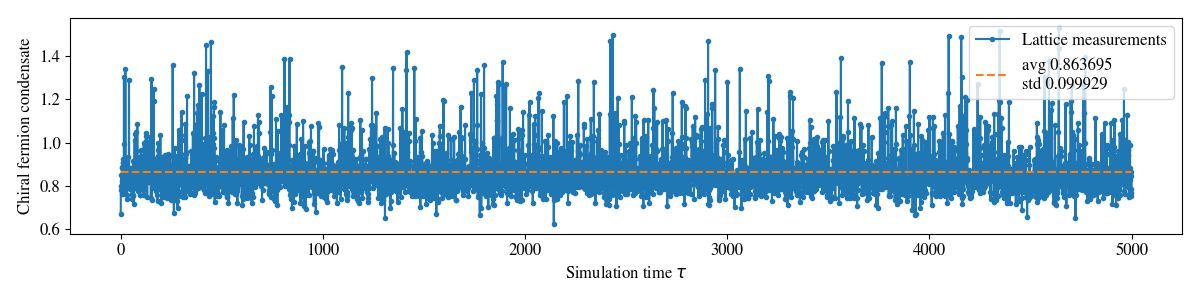 Chiral fermion condensate
1.4
1.2
1.0
0.8
0.6
Lattice measurements
avg 0.863695
std 0.099929
0 1000 2000 3000 4000 5000
Simulation time τ